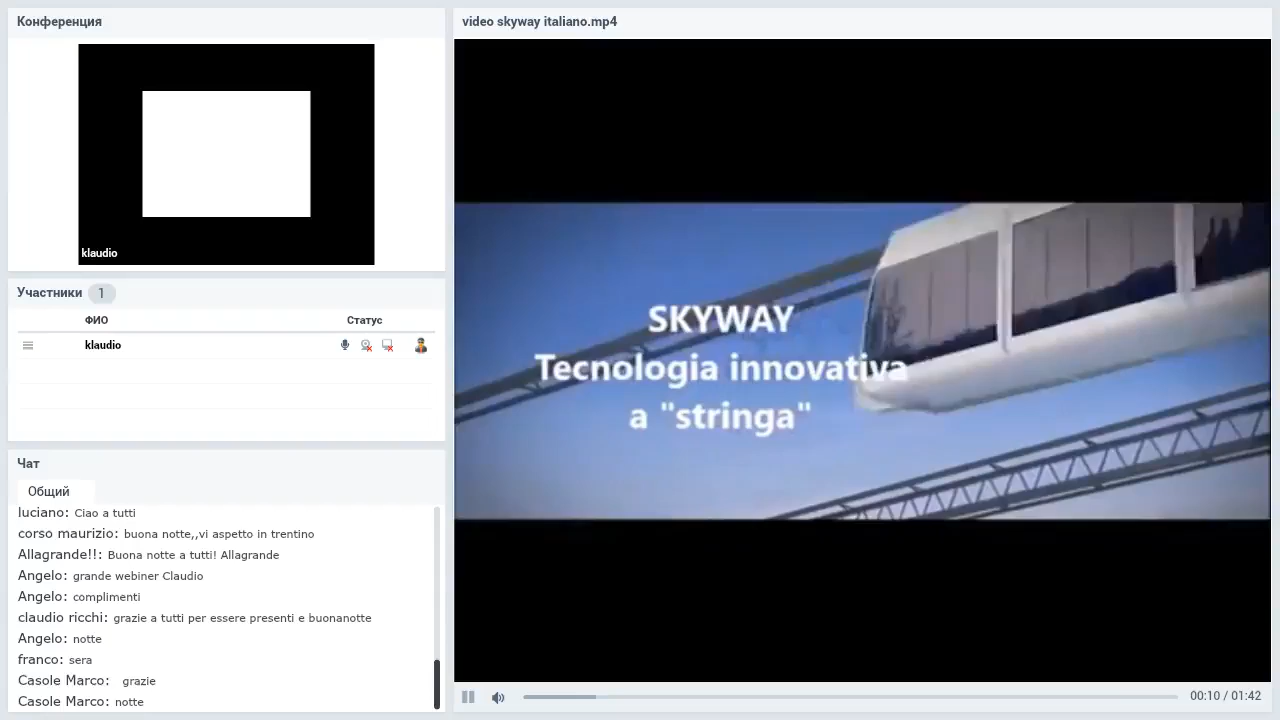 Конференция
klaudio
Участники 1
ФИО Статус
klaudio
Чат
Общий
luciano: Ciao a tutti
corso maurizio: buona notte,,vi aspetto in trentino
Allagrande!!: Buona notte a tutti! Allagrande
Angelo: grande webiner Claudio
Angelo: complimenti
claudio ricchi: grazie a tutti per essere presenti e buonanotte
Angelo: notte
franco: sera
Casole Marco: grazie
Casole Marco: notte
video skyway italiano.mp4
SKYWAY
Tecnologia innovativa
a "stringa"
00:10 / 01:42